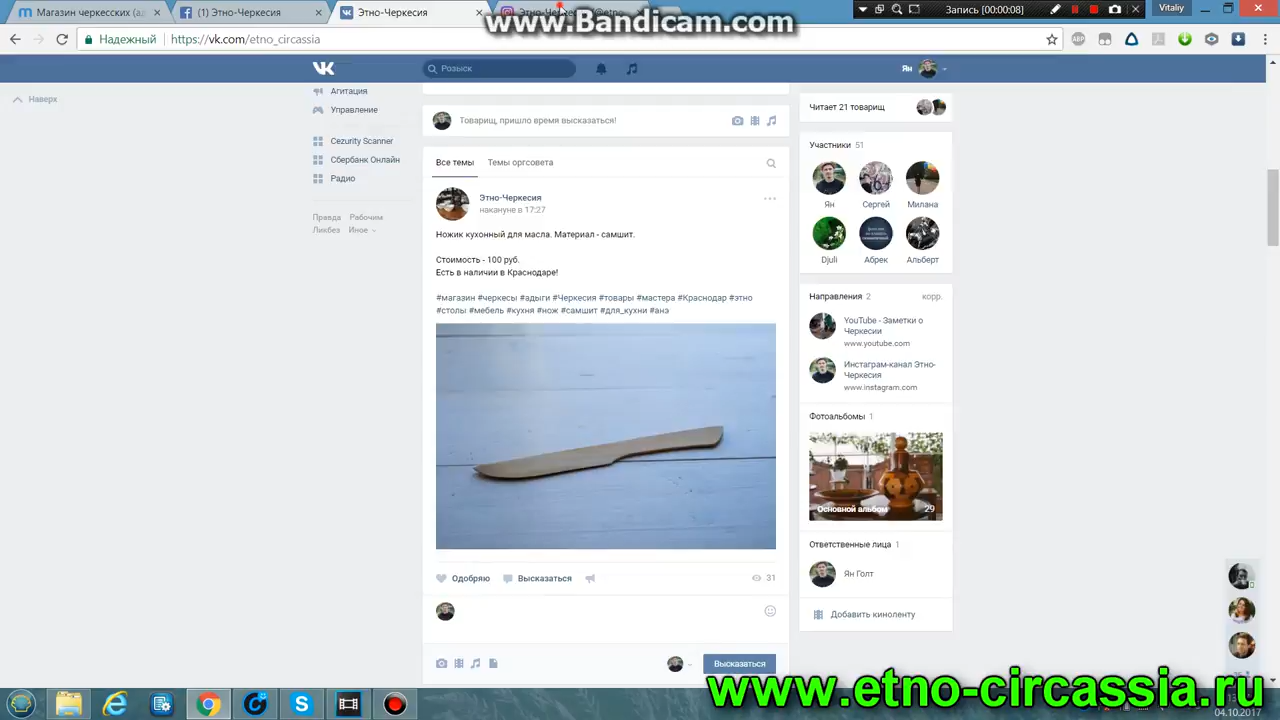 Магазин черкесских (а
Этно-Че
Этно-Черкесия
www.Bandicam.com
Запись [00:00:08]
Vitaliy
Надежный
https://vk.com/etno_circassia
ABP
Розыск
Ян
Наверх
Агитация
Управление
Cezurity Scanner
Сбербанк Онлайн
Радио
Правда Рабочим
Ликбез Иное
Товарищ, пришло время высказаться!
Все темы Темы оргсовета
Этно-Черкесия
накануне в 17:27
Ножик кухонный для масла. Материал - самшит.
Стоимость - 100 руб.
Есть в наличии в Краснодаре!
#магазин #черкесы #адыги #Черкесия #товары #мастера #Краснодар #этно
#столы #мебель #кухня #нож #самшит #для_кухни #анэ
Одобряю Высказаться 31
Высказаться
Читает 21 товарищ
Участники 51
Ян Сергей Милана
Djuli Абрек Альберт
Направления 2 корр.
YouTube - Заметки о
Черкесии
www.youtube.com
Инстаграм-канал Этно-
Черкесия
www.instagram.com
Фотоальбомы 1
Основной альбом 29
Ответственные лица 1
Ян Голт
Добавить киноленту
www.etno-circassia.ru
04.10.2017